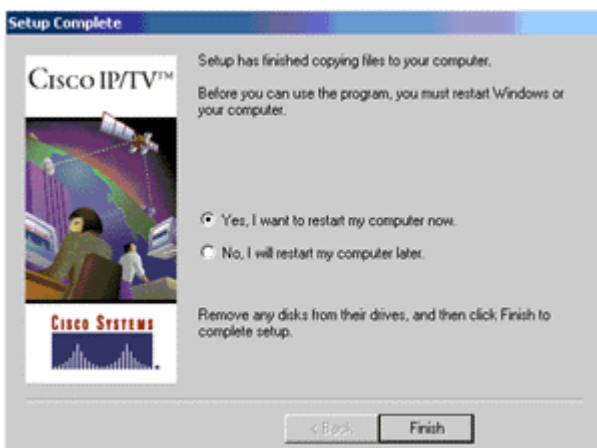 Setup Complete
CISCO IP/TV™
Setup has finished copying files to your computer.
Before you can use the program, you must restart Windows or
your computer.
Yes, I want to restart my computer now.
No, I will restart my computer later.
CISCO SYSTEMS
Remove any disks from their drives, and then click Finish to
complete setup.
< Back
Finish